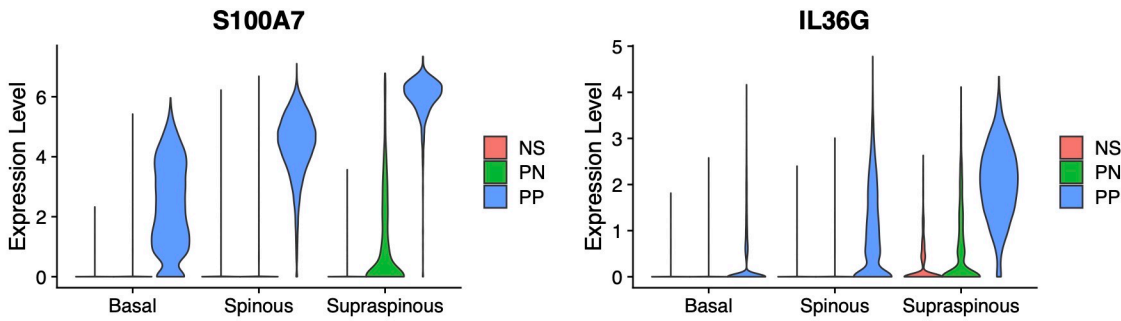 S100A7
Expression Level
6
4
2
0
Basal
Spinous
Supraspinous
NS
PN
PP
IL36G
Expression Level
5
4
3
2
1
0
Basal
Spinous
Supraspinous
NS
PN
PP